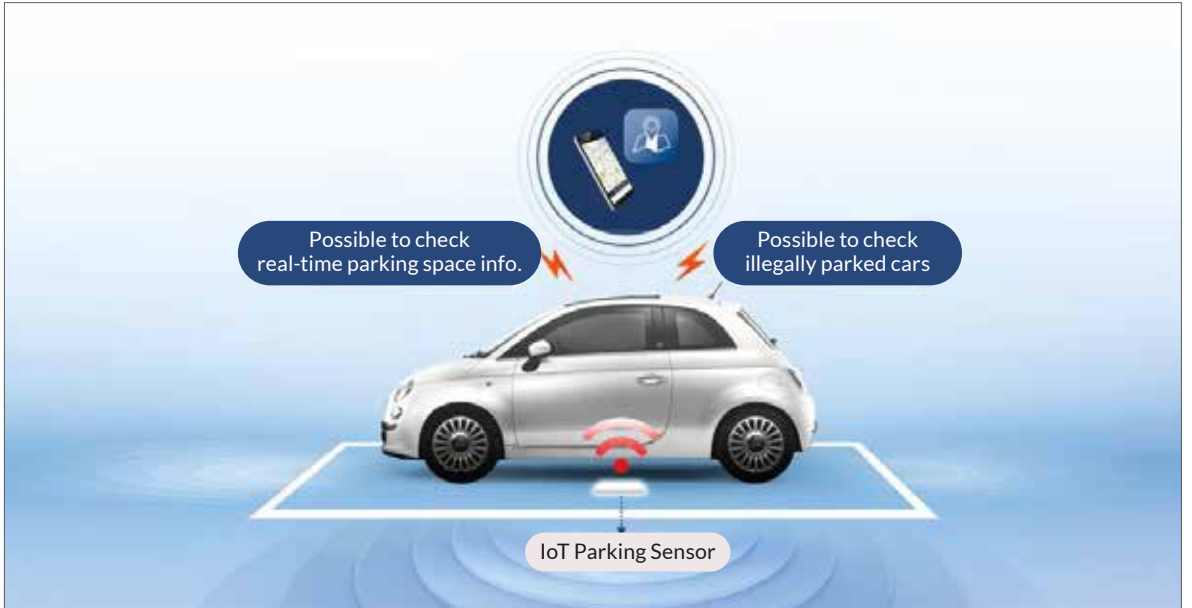 Possible to check
real-time parking space info.
Possible to check
illegally parked cars
IoT Parking Sensor